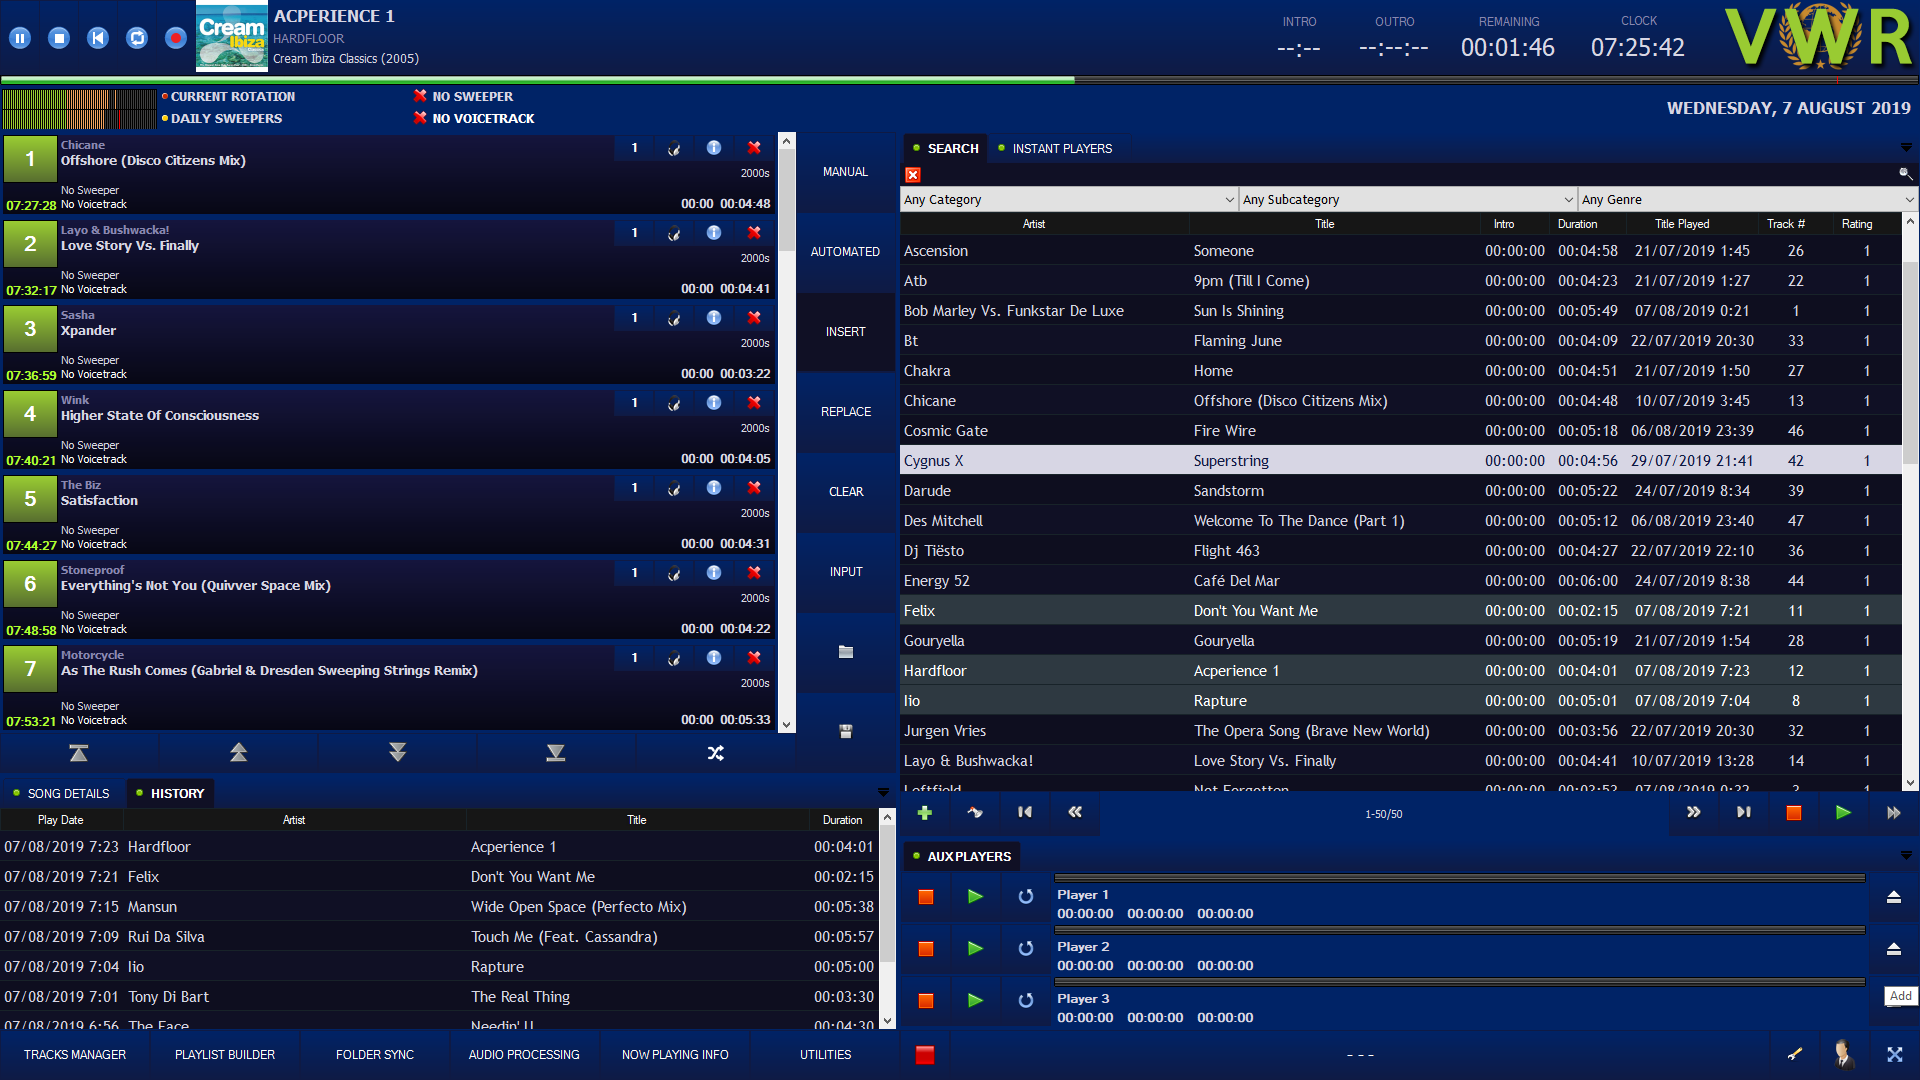 ACPERIENCE 1
HARDFLOOR
Cream Ibiza Classics (2005)
Cream
Ibiza
INTRO OUTRO REMAINING CLOCK
--:-- --:--:-- 00:01:46 07:25:42
VWR
CURRENT ROTATION NO SWEEPER
DAILY SWEEPERS NO VOICETRACK
WEDNESDAY, 7 AUGUST 2019
1 Chicane 1
Offshore (Disco Citizens Mix)
2000s
No Sweeper
07:27:28 No Voicetrack 00:00 00:04:48
2 Layo & Bushwacka! 1
Love Story Vs. Finally
2000s
No Sweeper
07:32:17 No Voicetrack 00:00 00:04:41
3 Sasha 1
Xpander
2000s
No Sweeper
07:36:59 No Voicetrack 00:00 00:03:22
4 Wink 1
Higher State Of Consciousness
2000s
No Sweeper
07:40:21 No Voicetrack 00:00 00:04:05
5 The Biz 1
Satisfaction
2000s
No Sweeper
07:44:27 No Voicetrack 00:00 00:04:31
6 Stoneproof 1
Everything's Not You (Quivver Space Mix)
2000s
No Sweeper
07:48:58 No Voicetrack 00:00 00:04:22
7 Motorcycle 1
As The Rush Comes (Gabriel & Dresden Sweeping Strings Remix)
2000s
No Sweeper
07:53:21 No Voicetrack 00:00 00:05:33
MANUAL
AUTOMATED
INSERT
REPLACE
CLEAR
INPUT
SONG DETAILS HISTORY
Play Date Artist Title Duration
07/08/2019 7:23 Hardfloor Acperience 1 00:04:01
07/08/2019 7:21 Felix Don't You Want Me 00:02:15
07/08/2019 7:15 Mansun Wide Open Space (Perfecto Mix) 00:05:38
07/08/2019 7:09 Rui Da Silva Touch Me (Feat. Cassandra) 00:05:57
07/08/2019 7:04 Iio Rapture 00:05:00
07/08/2019 7:01 Tony Di Bart The Real Thing 00:03:30
07/08/2019 6:56 The Face Needin' U 00:04:30
SEARCH INSTANT PLAYERS
Any Category Any Subcategory Any Genre
Artist Title Intro Duration Title Played Track # Rating
Ascension Someone 00:00:00 00:04:58 21/07/2019 1:45 26 1
Atb 9pm (Till I Come) 00:00:00 00:04:23 21/07/2019 1:27 22 1
Bob Marley Vs. Funkstar De Luxe Sun Is Shining 00:00:00 00:05:49 07/08/2019 0:21 1 1
Bt Flaming June 00:00:00 00:04:09 22/07/2019 20:30 33 1
Chakra Home 00:00:00 00:04:51 21/07/2019 1:50 27 1
Chicane Offshore (Disco Citizens Mix) 00:00:00 00:04:48 10/07/2019 3:45 13 1
Cosmic Gate Fire Wire 00:00:00 00:05:18 06/08/2019 23:39 46 1
Cygnus X Superstring 00:00:00 00:04:56 29/07/2019 21:41 42 1
Darude Sandstorm 00:00:00 00:05:22 24/07/2019 8:34 39 1
Des Mitchell Welcome To The Dance (Part 1) 00:00:00 00:05:12 06/08/2019 23:40 47 1
Dj Tiësto Flight 463 00:00:00 00:04:27 22/07/2019 22:10 36 1
Energy 52 Café Del Mar 00:00:00 00:06:00 24/07/2019 8:38 44 1
Felix Don't You Want Me 00:00:00 00:02:15 07/08/2019 7:21 11 1
Gouryella Gouryella 00:00:00 00:05:19 21/07/2019 1:54 28 1
Hardfloor Acperience 1 00:00:00 00:04:01 07/08/2019 7:23 12 1
Iio Rapture 00:00:00 00:05:01 07/08/2019 7:04 8 1
Jurgen Vries The Opera Song (Brave New World) 00:00:00 00:03:56 22/07/2019 20:30 32 1
Layo & Bushwacka! Love Story Vs. Finally 00:00:00 00:04:41 10/07/2019 13:28 14 1
Leftfield Not Forgotten 00:00:00 00:03:53 07/08/2019 0:22
1-50/50
AUX PLAYERS
Player 1
00:00:00 00:00:00 00:00:00
Player 2
00:00:00 00:00:00 00:00:00
Player 3
00:00:00 00:00:00 00:00:00
Add
TRACKS MANAGER PLAYLIST BUILDER FOLDER SYNC AUDIO PROCESSING NOW PLAYING INFO UTILITIES
- - -